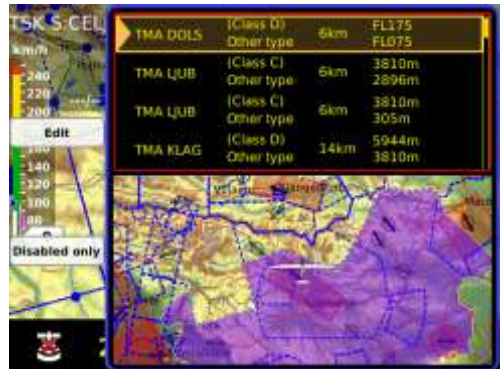 TSK S-CEL
km/h
240
220
200
Edit
140
120
100
80
Disabled only
TMA DOLS
(Class D)
Other type
6km
FL175
FL075
TMA LJUB
(Class C)
Other type
6km
3810m
2896m
TMA LJUB
(Class C)
Other type
6km
3810m
305m
TMA KLAG
(Class D)
Other type
14km
5944m
3810m